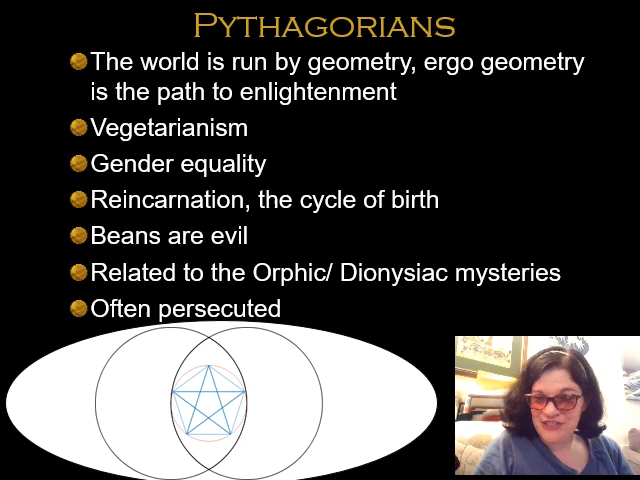 PYTHAGORIANS
The world is run by geometry, ergo geometry
is the path to enlightenment
Vegetarianism
Gender equality
Reincarnation, the cycle of birth
Beans are evil
Related to the Orphic/ Dionysiac mysteries
Often persecuted